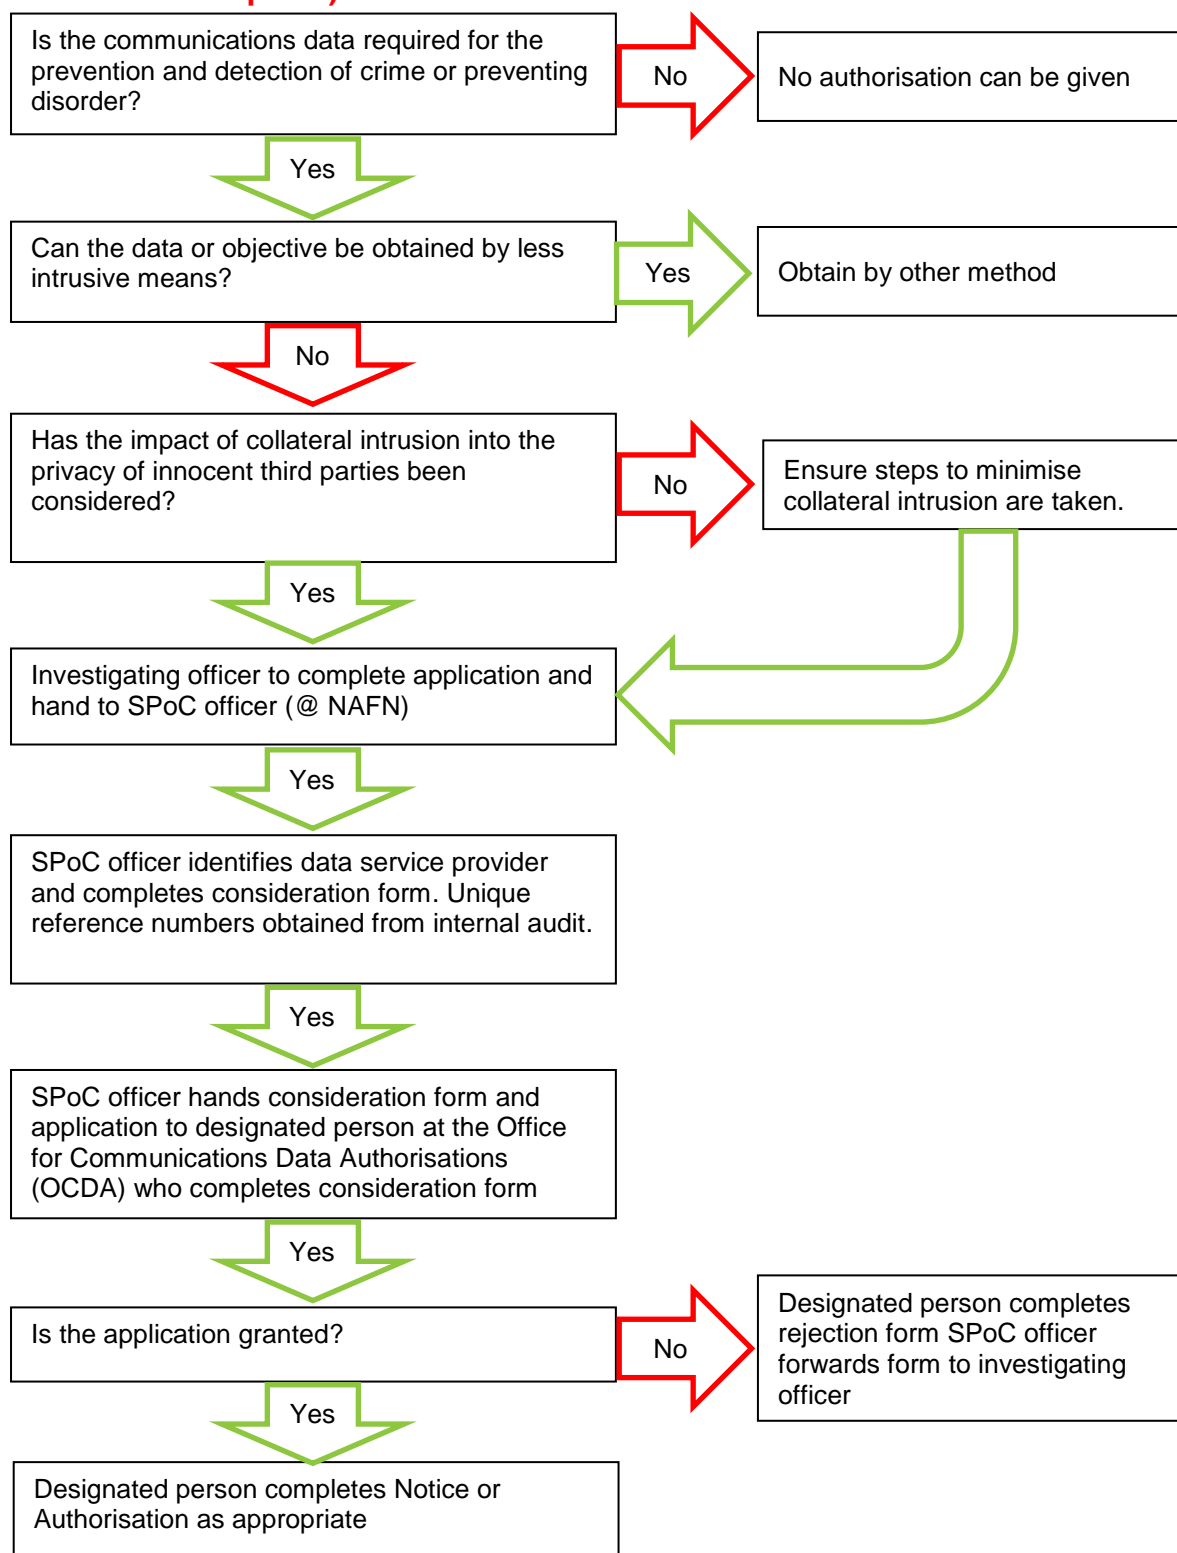 Is the communications data required for the
prevention and detection of crime or preventing
disorder?
No
No authorisation can be given
Yes
Can the data or objective be obtained by less
intrusive means?
Yes
Obtain by other method
No
Has the impact of collateral intrusion into the
privacy of innocent third parties been
considered?
No
Ensure steps to minimise
collateral intrusion are taken.
Yes
Investigating officer to complete application and
hand to SPoC officer (@ NAFN)
Yes
SPoC officer identifies data service provider
and completes consideration form. Unique
reference numbers obtained from internal audit.
Yes
SPoC officer hands consideration form and
application to designated person at the Office
for Communications Data Authorisations
(OCDA) who completes consideration form
Yes
Is the application granted?
No
Designated person completes
rejection form SPoC officer
forwards form to investigating
officer
Yes
Designated person completes Notice or
Authorisation as appropriate